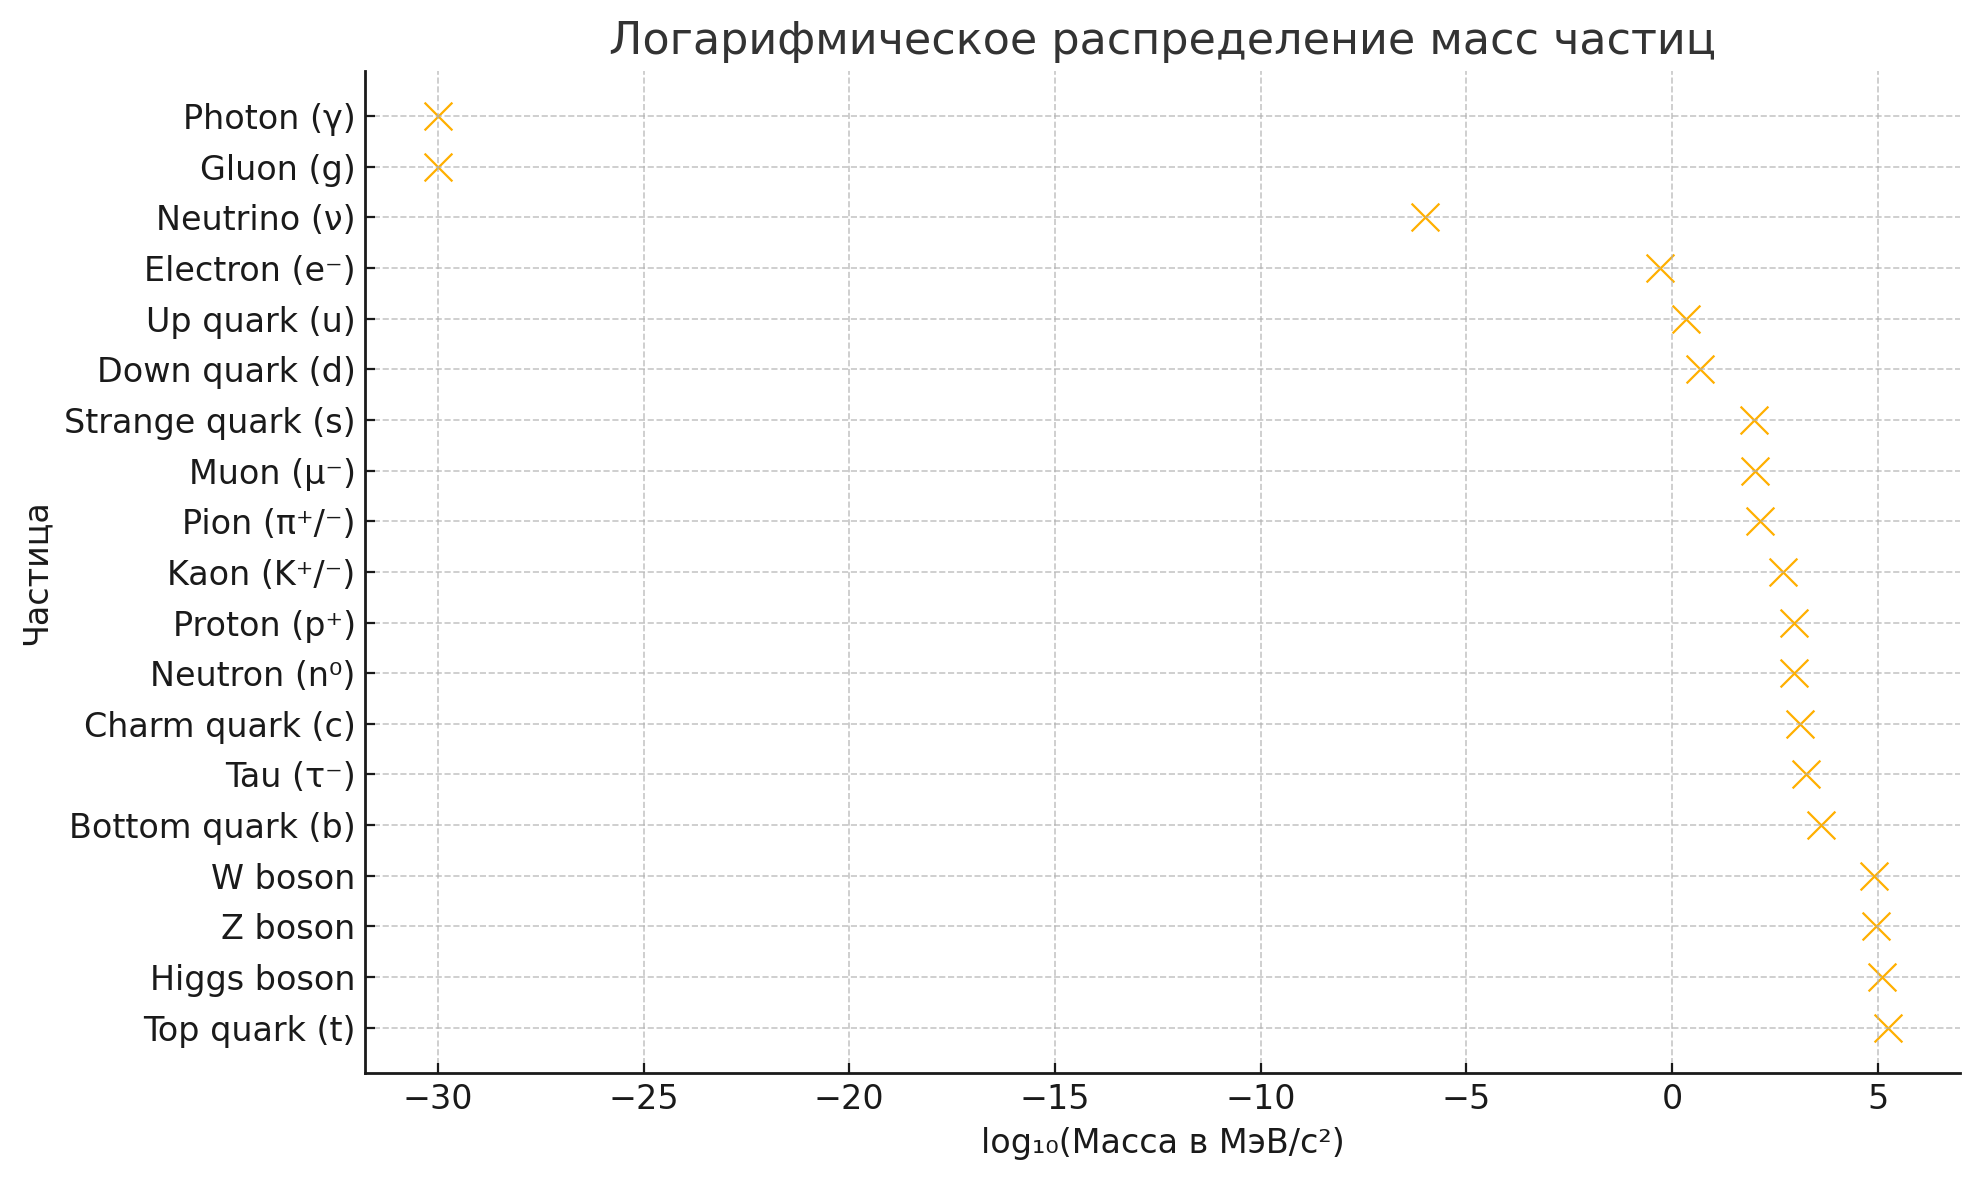 Логарифмическое распределение масс частиц
Photon (γ)
Gluon (g)
Neutrino (ν)
Electron (e⁻)
Up quark (u)
Down quark (d)
Strange quark (s)
Muon (μ⁻)
Pion (π⁺/⁻)
Kaon (K⁺/⁻)
Proton (p⁺)
Neutron (n⁰)
Charm quark (c)
Tau (τ⁻)
Bottom quark (b)
W boson
Z boson
Higgs boson
Top quark (t)
Частица
−30 −25 −20 −15 −10 −5 0 5
log₁₀(Масса в МэВ/c²)